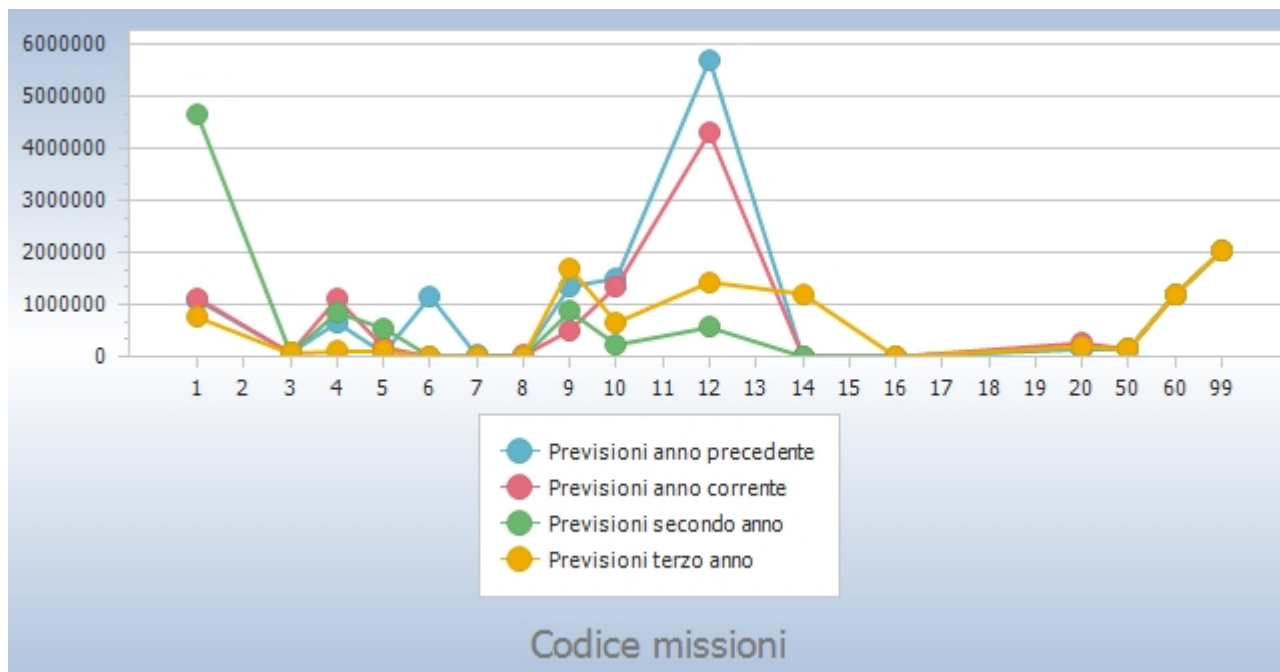 6000000
5000000
4000000
3000000
2000000
1000000
0
1 2 3 4 5 6 7 8 9 10 11 12 13 14 15 16 17 18 19 20 50 60 99
Previsioni anno precedente
Previsioni anno corrente
Previsioni secondo anno
Previsioni terzo anno
Codice missioni